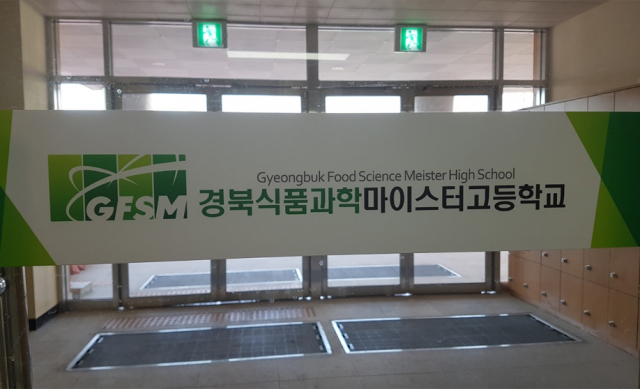 Gyeongbuk Food Science Meister High School
GFSM
경북식품과학마이스터고등학교